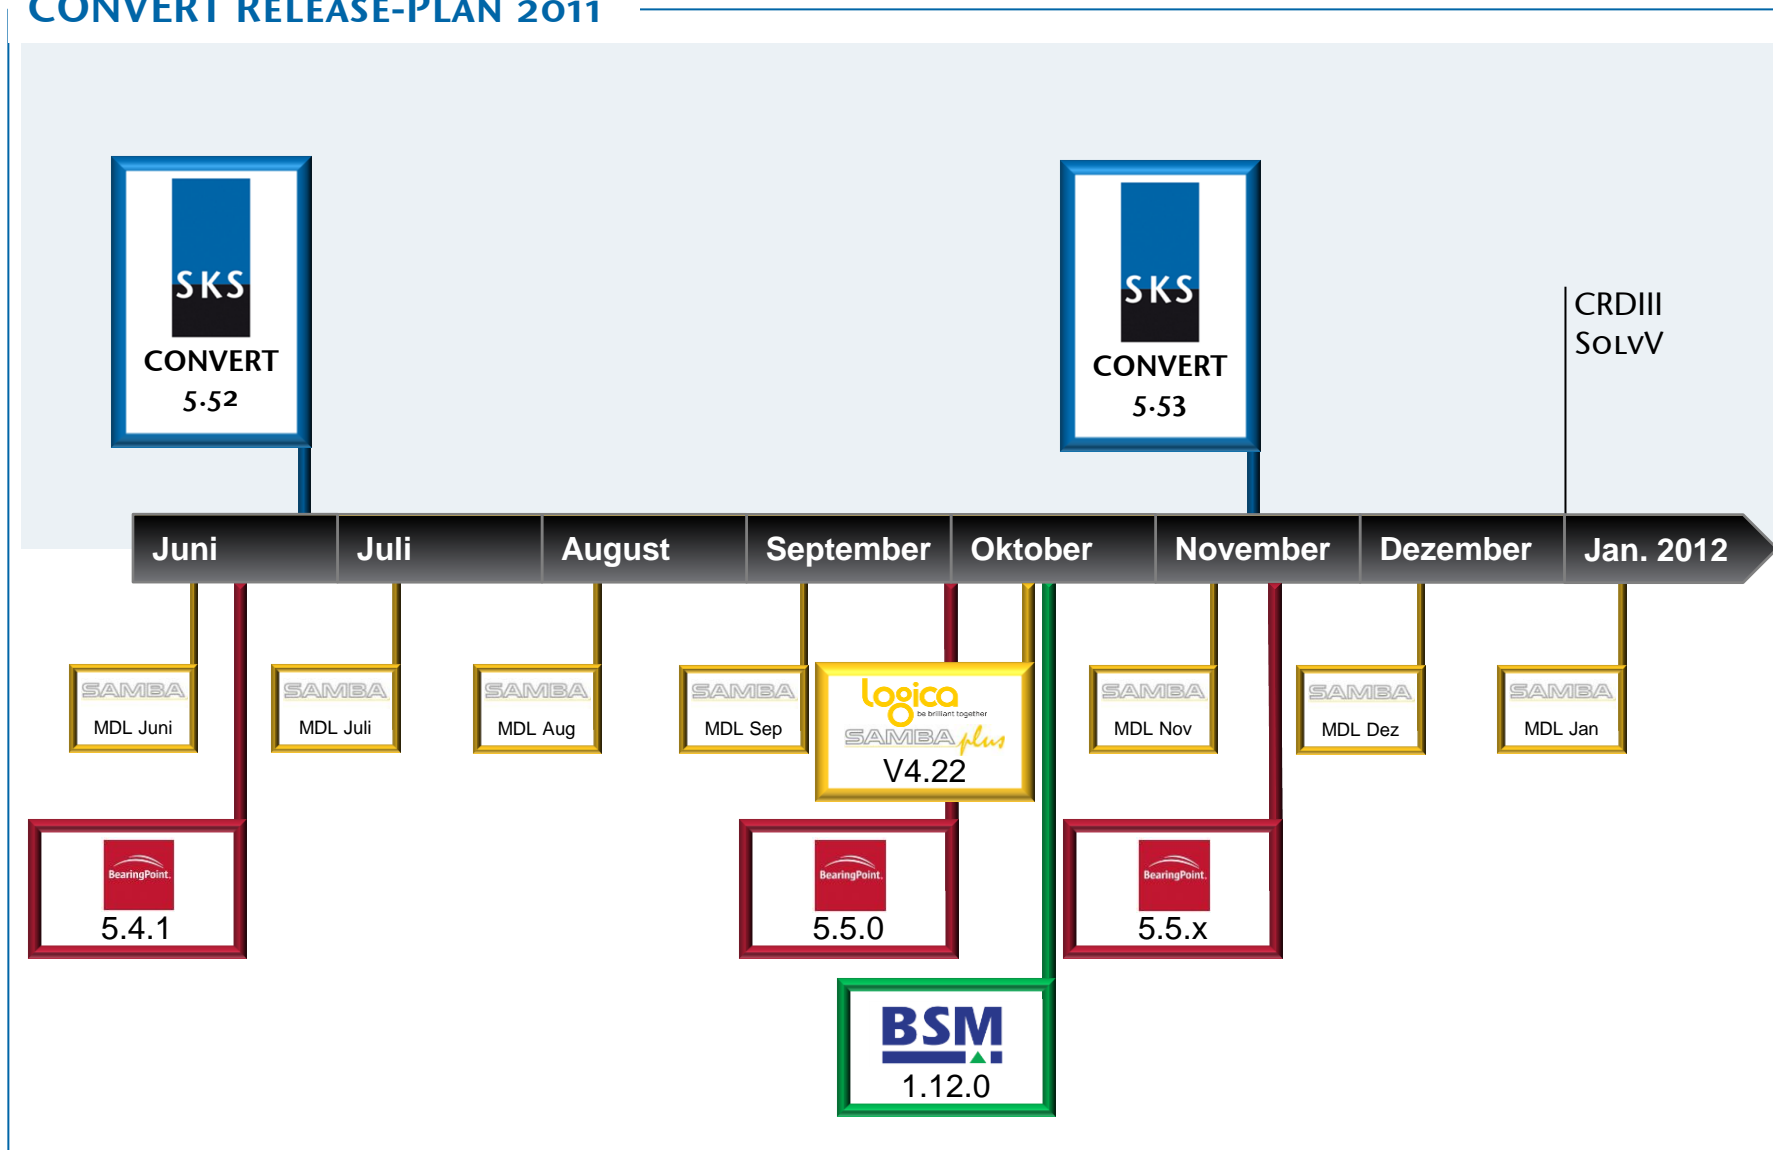 CONVERT RELEASE-PLAN 2011
SKS
CONVERT
5.52
SKS
CONVERT
5.53
CRDIII
SolvV
Juni
Juli
August
September
Oktober
November
Dezember
Jan. 2012
SAMBA
MDL Juni
SAMBA
MDL Juli
SAMBA
MDL Aug
SAMBA
MDL Sep
logica
be brilliant together
SAMBA plus
V4.22
SAMBA
MDL Nov
SAMBA
MDL Dez
SAMBA
MDL Jan
BearingPoint.
5.4.1
BearingPoint.
5.5.0
BearingPoint.
5.5.x
BSM
1.12.0